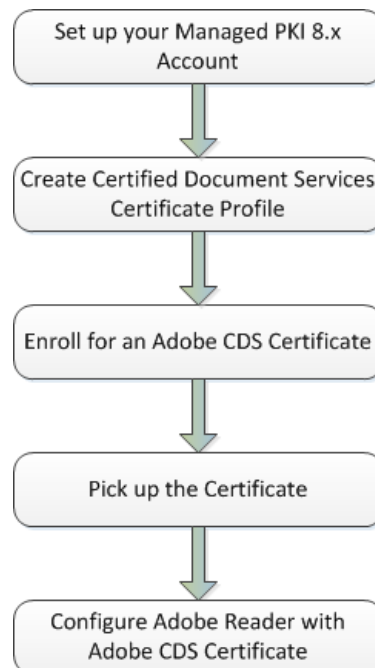 Set up your Managed PKI 8.x
Account
Create Certified Document Services
Certificate Profile
Enroll for an Adobe CDS Certificate
Pick up the Certificate
Configure Adobe Reader with
Adobe CDS Certificate